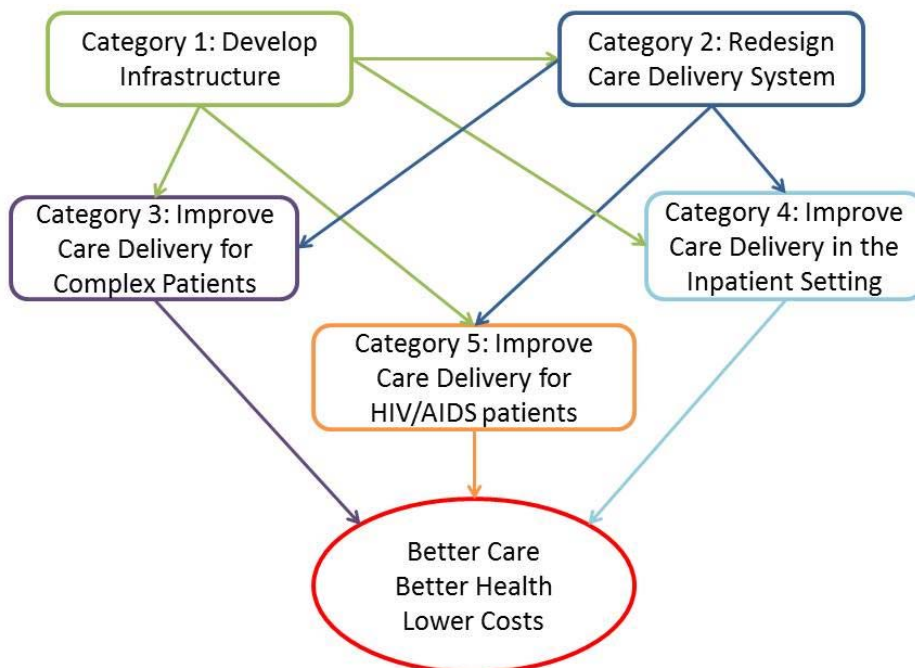 Category 1: Develop
Infrastructure
Category 2: Redesign
Care Delivery System
Category 3: Improve
Care Delivery for
Complex Patients
Category 4: Improve
Care Delivery in the
Inpatient Setting
Category 5: Improve
Care Delivery for
HIV/AIDS patients
Better Care
Better Health
Lower Costs